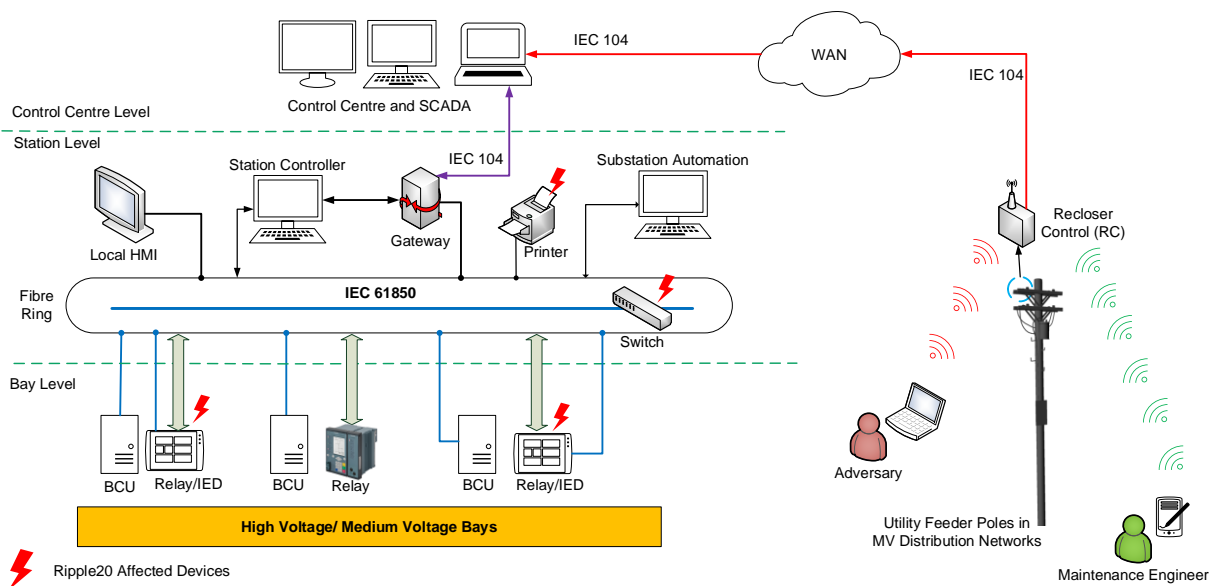 IEC 104
WAN
IEC 104
Control Centre and SCADA
Control Centre Level
Station Level
Station Controller
IEC 104
Substation Automation
Local HMI
Gateway
Printer
Recloser
Control (RC)
Fibre
Ring
IEC 61850
Switch
Bay Level
BCU
Relay/IED
BCU
Relay
BCU
Relay/IED
Adversary
High Voltage/ Medium Voltage Bays
Utility Feeder Poles in
MV Distribution Networks
Ripple20 Affected Devices
Maintenance Engineer